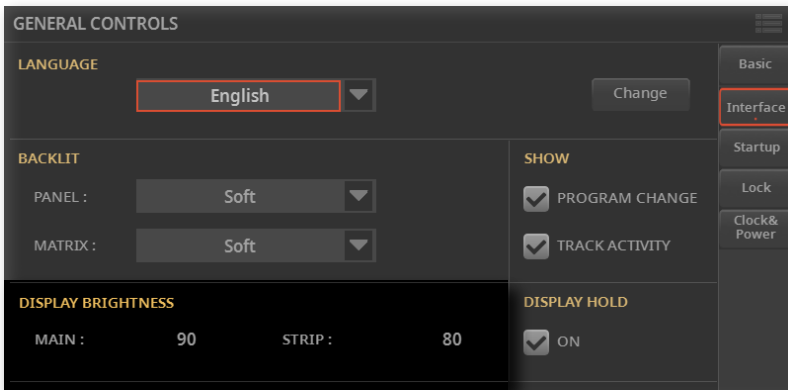 GENERAL CONTROLS
LANGUAGE
English
Change
BACKLIT
PANEL :
Soft
MATRIX :
Soft
SHOW
PROGRAM CHANGE
TRACK ACTIVITY
DISPLAY BRIGHTNESS
MAIN : 90 STRIP : 80
DISPLAY HOLD
ON
Basic
Interface
Startup
Lock
Clock&
Power